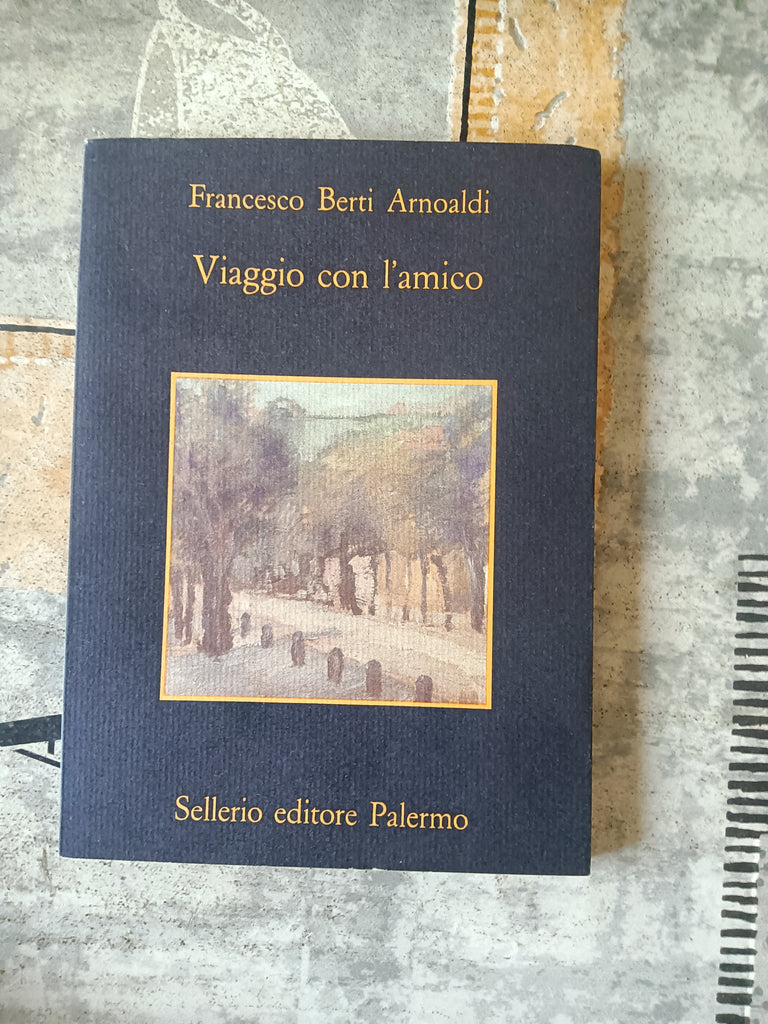 Francesco Berti Arnoaldi
Viaggio con l'amico
Sellerio editore Palermo